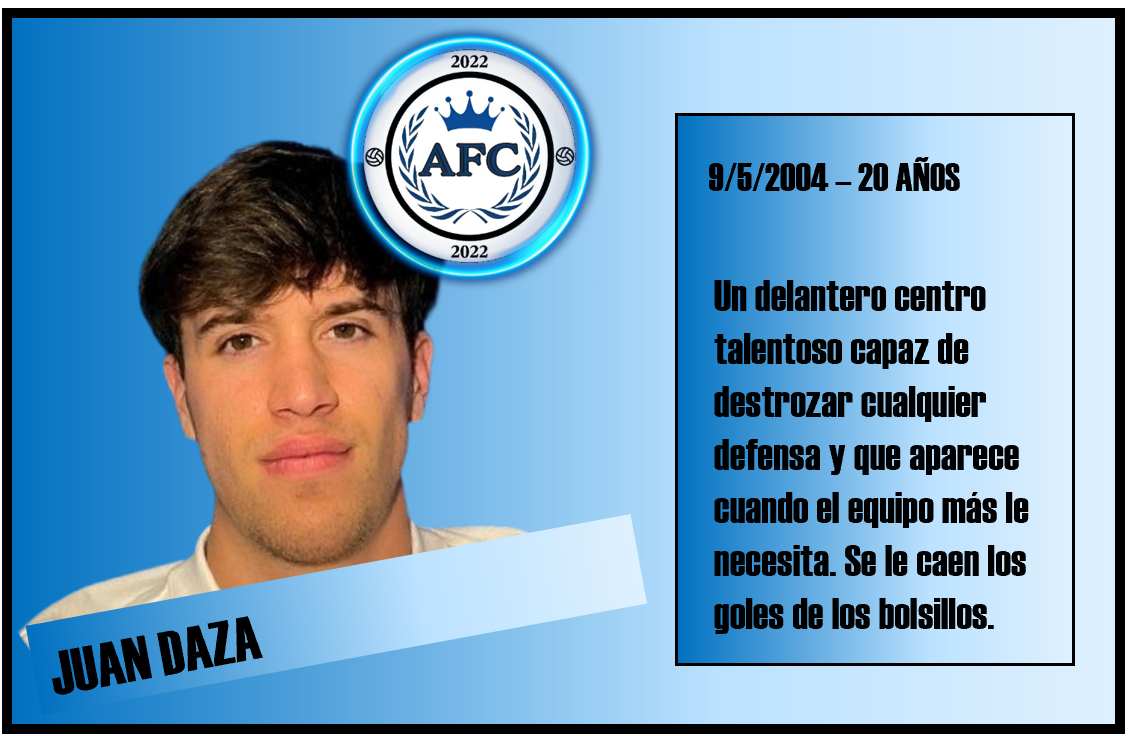 2022
AFC
2022
JUAN DAZA
9/5/2004 – 20 AÑOS
Un delantero centro
talentoso capaz de
destrozar cualquier
defensa y que aparece
cuando el equipo más le
necesita. Se le caen los
goles de los bolsillos.